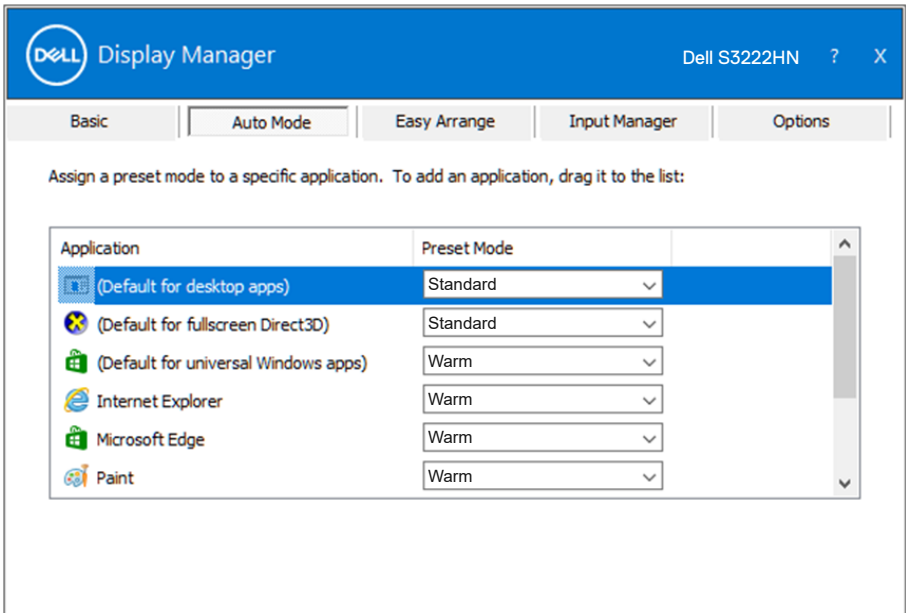 DELL Display Manager Dell S3222HN ? X
Basic Auto Mode Easy Arrange Input Manager Options
Assign a preset mode to a specific application. To add an application, drag it to the list:
Application Preset Mode
(Default for desktop apps) Standard
(Default for fullscreen Direct3D) Standard
(Default for universal Windows apps) Warm
Internet Explorer Warm
Microsoft Edge Warm
Paint Warm